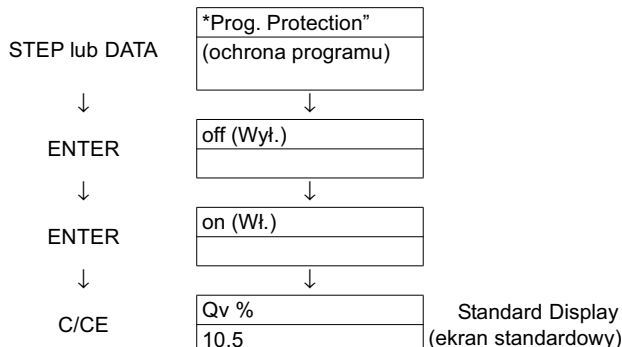 *Prog. Protection”
STEP lub DATA
(ochrona programu)
↓ ↓
ENTER
off (Wył.)
↓ ↓
ENTER
on (Wł.)
↓ ↓
C/CE
Qv %
10.5
Standard Display
(ekran standardowy)